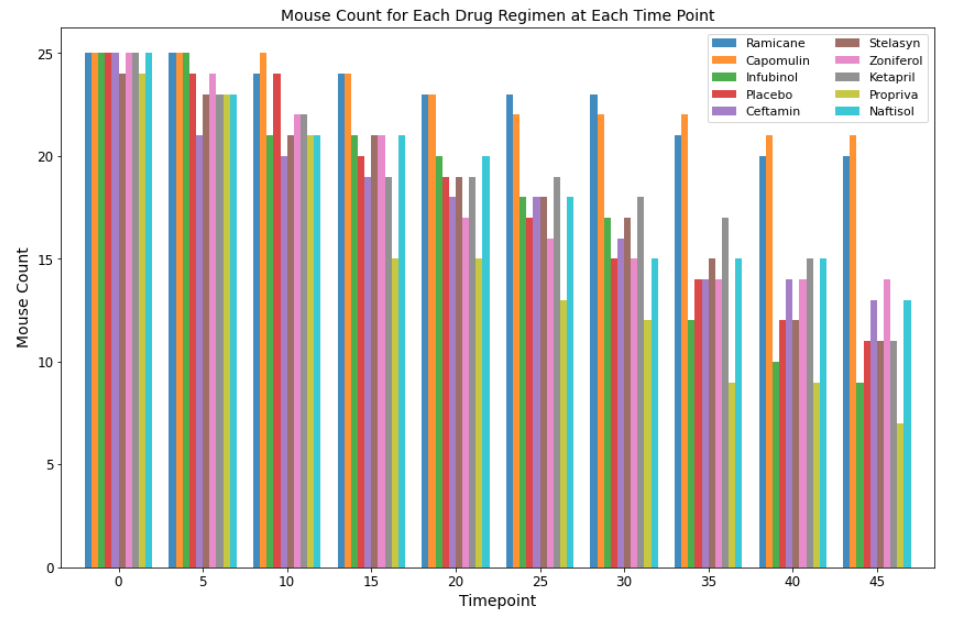 Mouse Count for Each Drug Regimen at Each Time Point
Ramicane
Capomulin
Infubinol
Placebo
Ceftamin
Stelasyn
Zoniferol
Ketapril
Propriva
Naftisol
Mouse Count
25
20
15
10
5
0
0 5 10 15 20 25 30 35 40 45
Timepoint